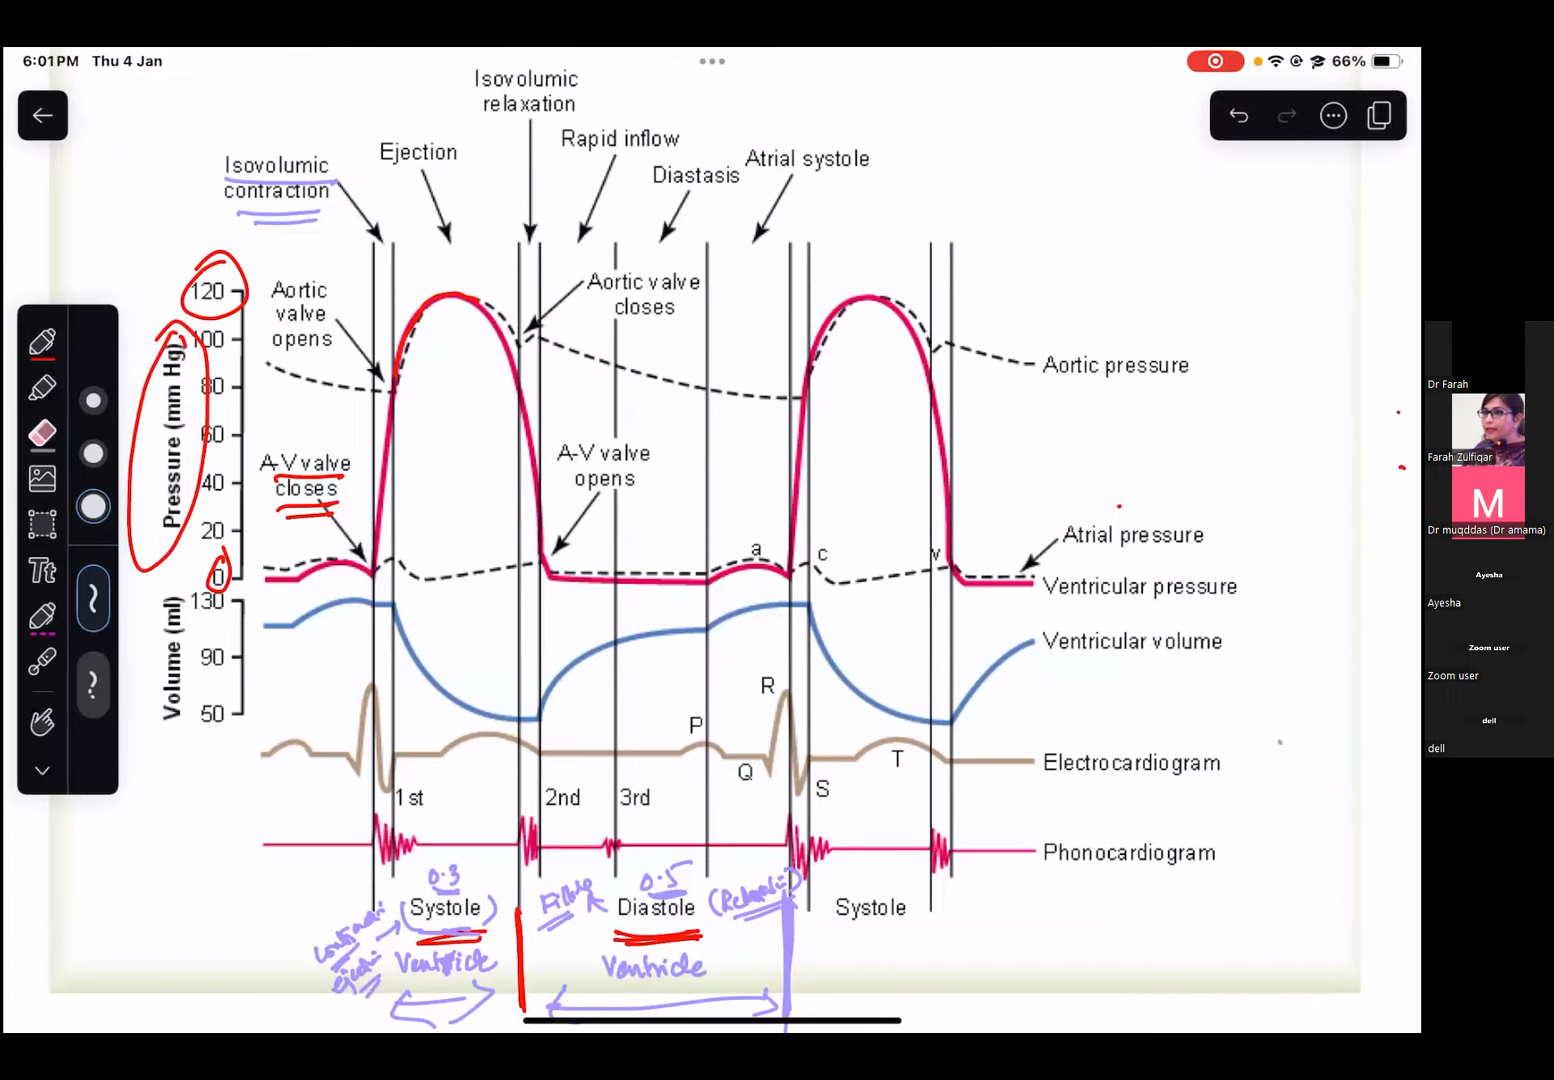 6:01PM Thu 4 Jan
66%
Isovolumic
relaxation
Rapid inflow
Ejection
Atrial systole
Isovolumic
contraction
Diastasis
120
100
80
60
40
20
0
Pressure (mm Hg)
Aortic
valve
opens
Aortic valve
closes
Aortic pressure
A-V valve
closes
A-V valve
opens
a
c
v
Atrial pressure
Ventricular pressure
130
90
50
Volume (ml)
Ventricular volume
R
P
Q
S
T
Electrocardiogram
1st
2nd
3rd
Phonocardiogram
0.3
0.5
(Systole)
Filling
Diastole
Systole
Ventricle
Ventricle
Tt
Dr Farah
Farah Zulfiqar
M
Dr muqddas (Dr amama)
Ayesha
Ayesha
Zoom user
Zoom user
dell
dell